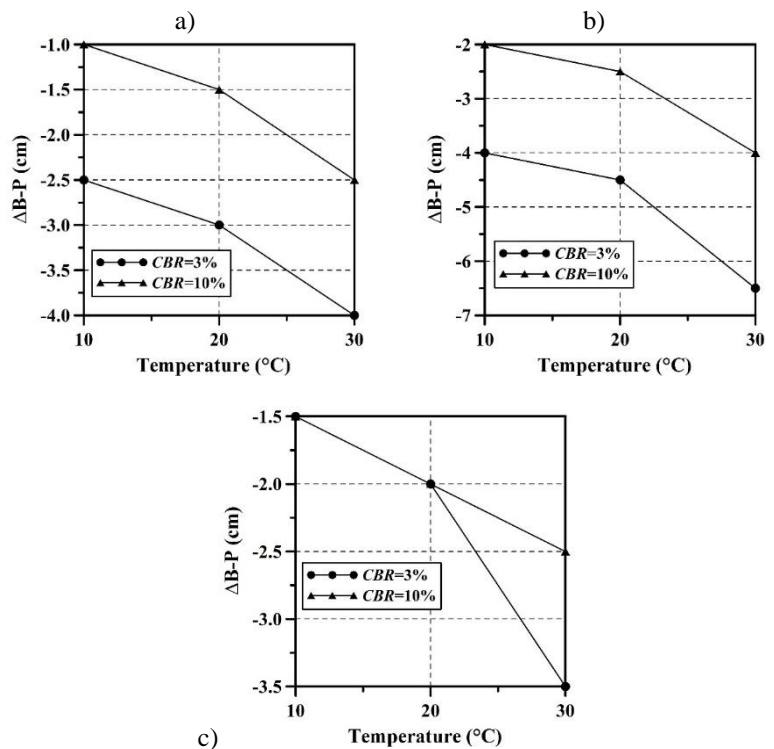 a)
-1.0
-1.5
-2.0
-2.5
-3.0
-3.5
-4.0
ΔB-P (cm)
CBR=3%
CBR=10%
10 20 30
Temperature (°C)
b)
-2
-3
-4
-5
-6
-7
ΔB-P (cm)
CBR=3%
CBR=10%
10 20 30
Temperature (°C)
-1.5
-2.0
-2.5
-3.0
-3.5
ΔB-P (cm)
CBR=3%
CBR=10%
10 20 30
Temperature (°C)
c)